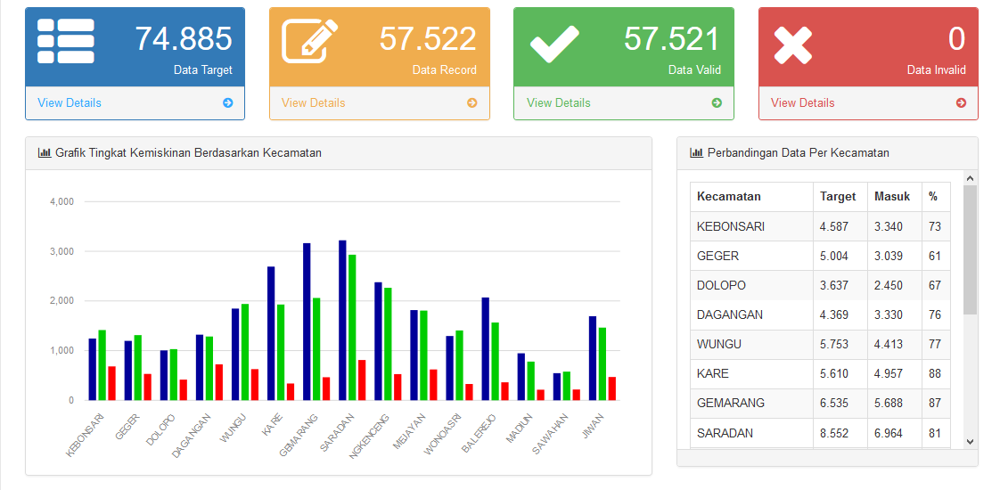 74.885
Data Target
View Details
57.522
Data Record
View Details
57.521
Data Valid
View Details
0
Data Invalid
View Details
Grafik Tingkat Kemiskinan Berdasarkan Kecamatan
4,000
3,000
2,000
1,000
0
KEBONSARI
GEGER
DOLOPO
DAGANGAN
WUNGU
KARE
GEMARANG
SARADAN
NGKENCENG
MEJAYAN
WONOASRI
BALEREJO
MADIUN
SAWAHAN
JIWAN
Perbandingan Data Per Kecamatan
Kecamatan Target Masuk %
KEBONSARI 4.587 3.340 73
GEGER 5.004 3.039 61
DOLOPO 3.637 2.450 67
DAGANGAN 4.369 3.330 76
WUNGU 5.753 4.413 77
KARE 5.610 4.957 88
GEMARANG 6.535 5.688 87
SARADAN 8.552 6.964 81